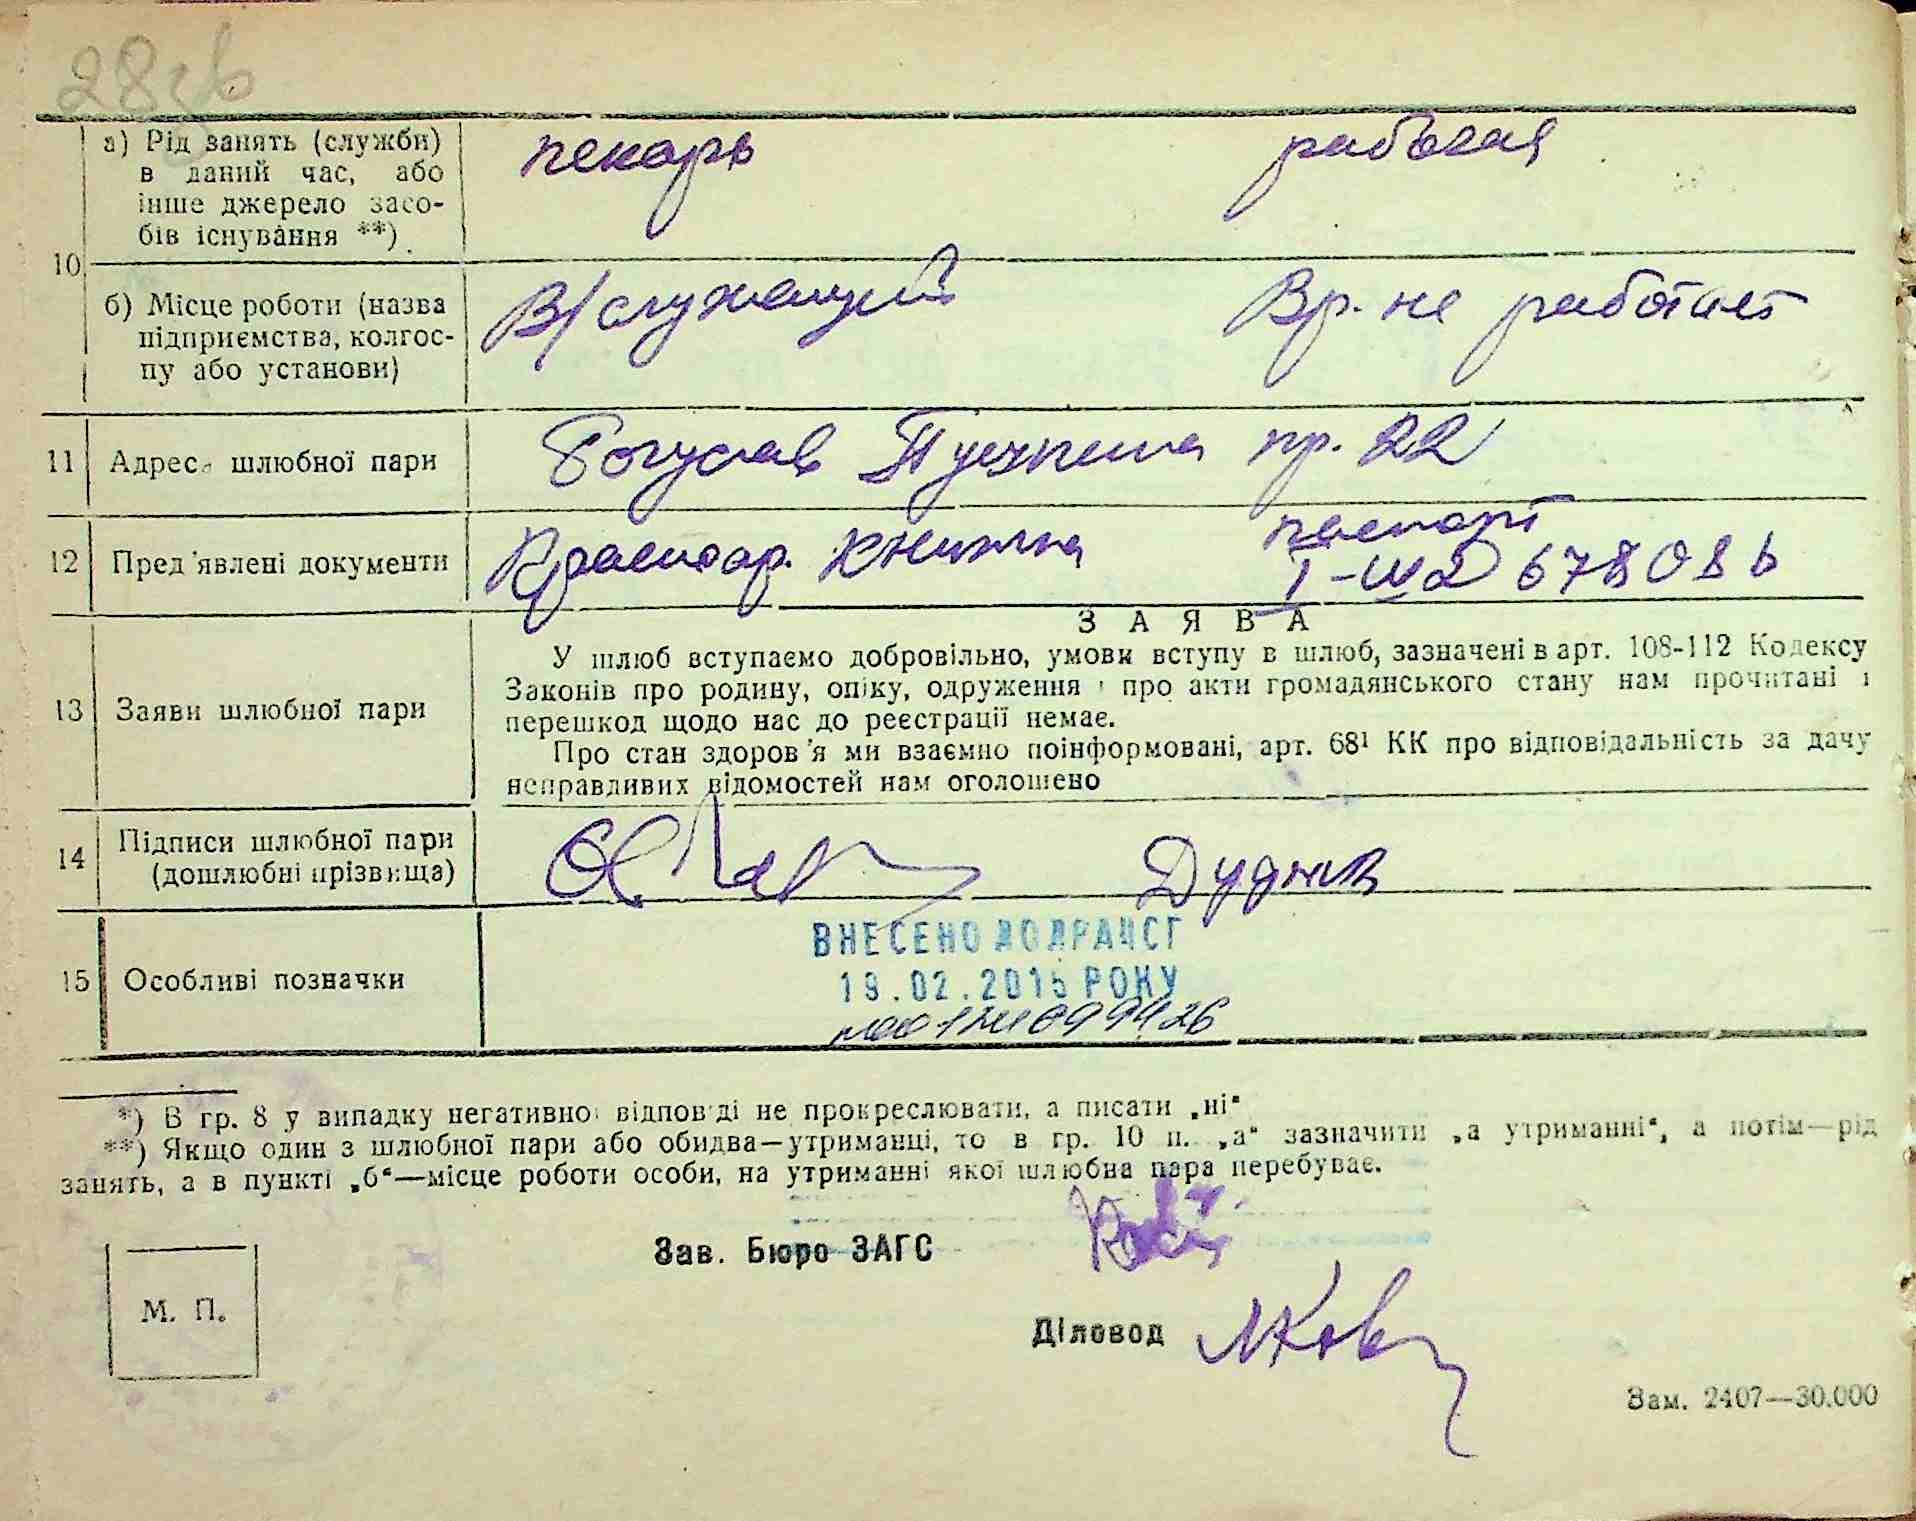 28зв
а) Рід занять (служби) пекарь рабочая
в даний час, або
інше джерело засо-
бів існування **)
10
б) Місце роботи (назва В/служащий Вр. не работает
підприємства, колгос-
пу або установи)
11 Адреса шлюбної пари Богуслав пр. 22
12 Пред'явлені документи Красноар. книжка паспорт
I-ША 678086
ЗАЯВА
У шлюб вступаємо добровільно, умови вступу в шлюб, зазначені в арт. 108-112 Кодексу
13 Заяви шлюбної пари Законів про родину, опіку, одруження і про акти громадянського стану нам прочитані і
перешкод щодо нас до реєстрації немає.
Про стан здоров'я ми взаємно поінформовані, арт. 68¹ КК про відповідальність за дачу
неправдивих відомостей нам оголошено
14 Підписи шлюбної пари
(дошлюбні прізвища) Дудник
ВНЕСЕНО ДО ДРАЦСГ
15 Особливі позначки 19.02.2015 РОКУ
*) В гр. 8 у випадку негативної відповіді не прокреслювати, а писати „ні“
**) Якщо один з шлюбної пари або обидва—утриманці, то в гр. 10 п. „а“ зазначити „а утриманні“, а потім—рід
занять, а в пункті „б“—місце роботи особи, на утриманні якої шлюбна пара перебуває.
Зав. Бюро ЗАГС
М. П.
Діловод
Зам. 2407—30.000